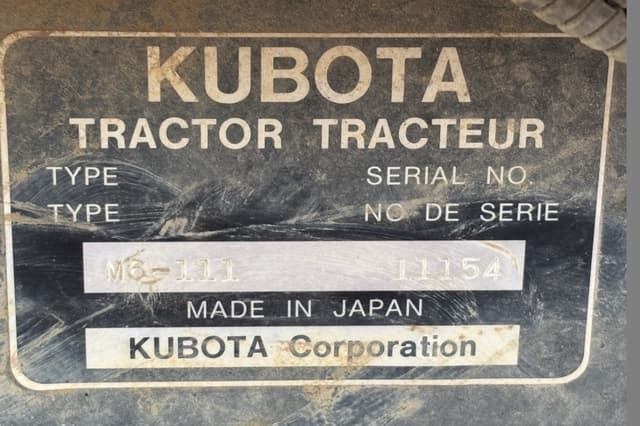 KUBOTA
TRACTOR TRACTEUR
TYPE SERIAL NO.
TYPE NO DE SERIE
M6-111 11154
MADE IN JAPAN
KUBOTA Corporation